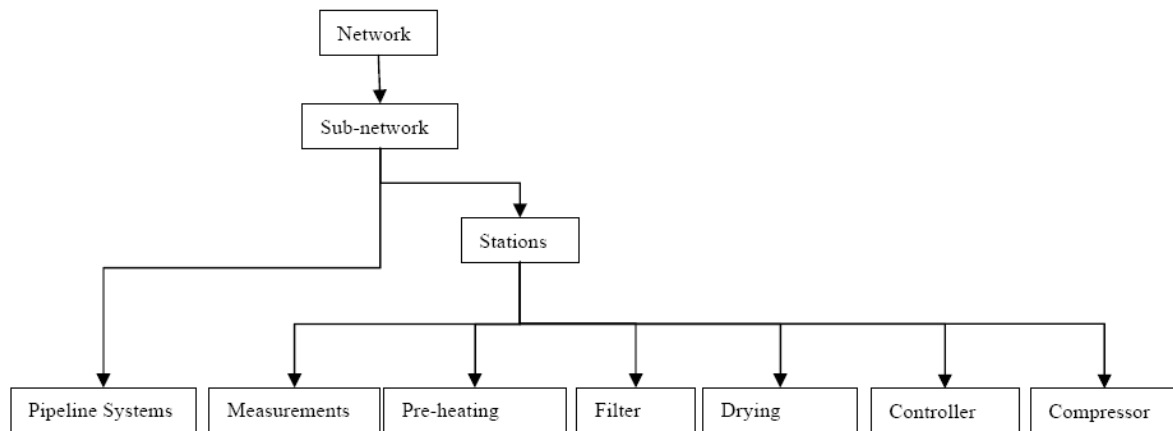 Network
Sub-network
Stations
Pipeline Systems
Measurements
Pre-heating
Filter
Drying
Controller
Compressor